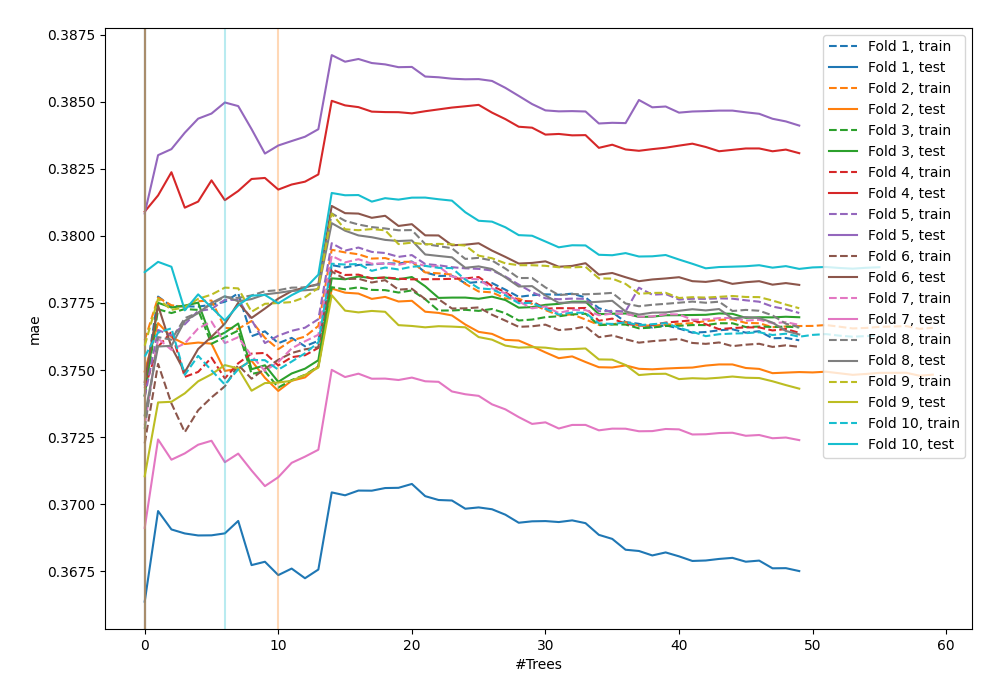 0.3875
0.3850
0.3825
0.3800
0.3775
0.3750
0.3725
0.3700
0.3675
mae
0
10
20
30
40
50
60
#Trees
Fold 1, train
Fold 1, test
Fold 2, train
Fold 2, test
Fold 3, train
Fold 3, test
Fold 4, train
Fold 4, test
Fold 5, train
Fold 5, test
Fold 6, train
Fold 6, test
Fold 7, train
Fold 7, test
Fold 8, train
Fold 8, test
Fold 9, train
Fold 9, test
Fold 10, train
Fold 10, test